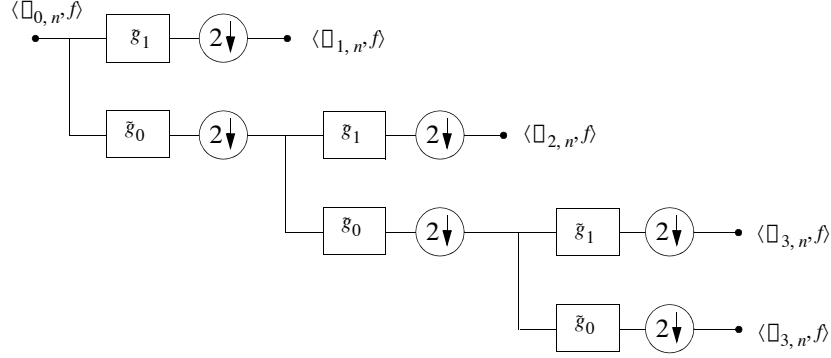 ⟨▯0, n, f⟩
g̃1 2↓ ⟨▯1, n, f⟩
g̃0 2↓ g̃1 2↓ ⟨▯2, n, f⟩
g̃0 2↓ g̃1 2↓ ⟨▯3, n, f⟩
g̃0 2↓ ⟨▯3, n, f⟩